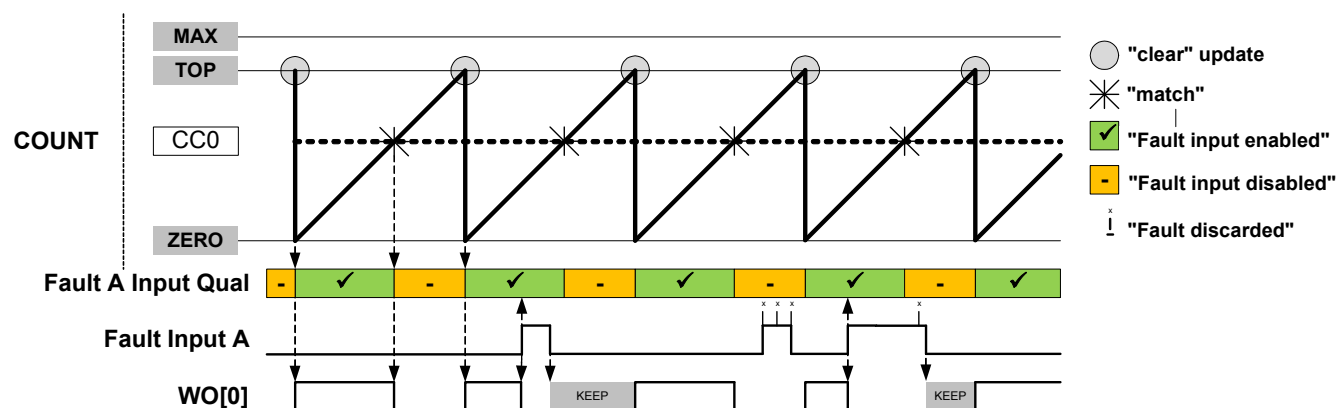 MAX
TOP
COUNT
CC0
ZERO
"clear" update
"match"
✓ "Fault input enabled"
- "Fault input disabled"
x "Fault discarded"
Fault A Input Qual - ✓ - ✓ - ✓ - ✓ - ✓
x x x x
Fault Input A
WO[0] KEEP KEEP